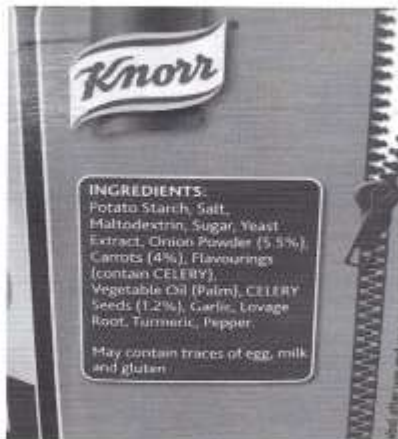 Knorr
INGREDIENTS:
Potato Starch, Salt,
Maltodextrin, Sugar, Yeast
Extract, Onion Powder (5.5%),
Carrots (4%), Flavourings
(contain CELERY),
Vegetable Oil (Palm), CELERY
Seeds (1.2%), Garlic, Lovage
Root, Turmeric, Pepper.
May contain traces of egg, milk
and gluten